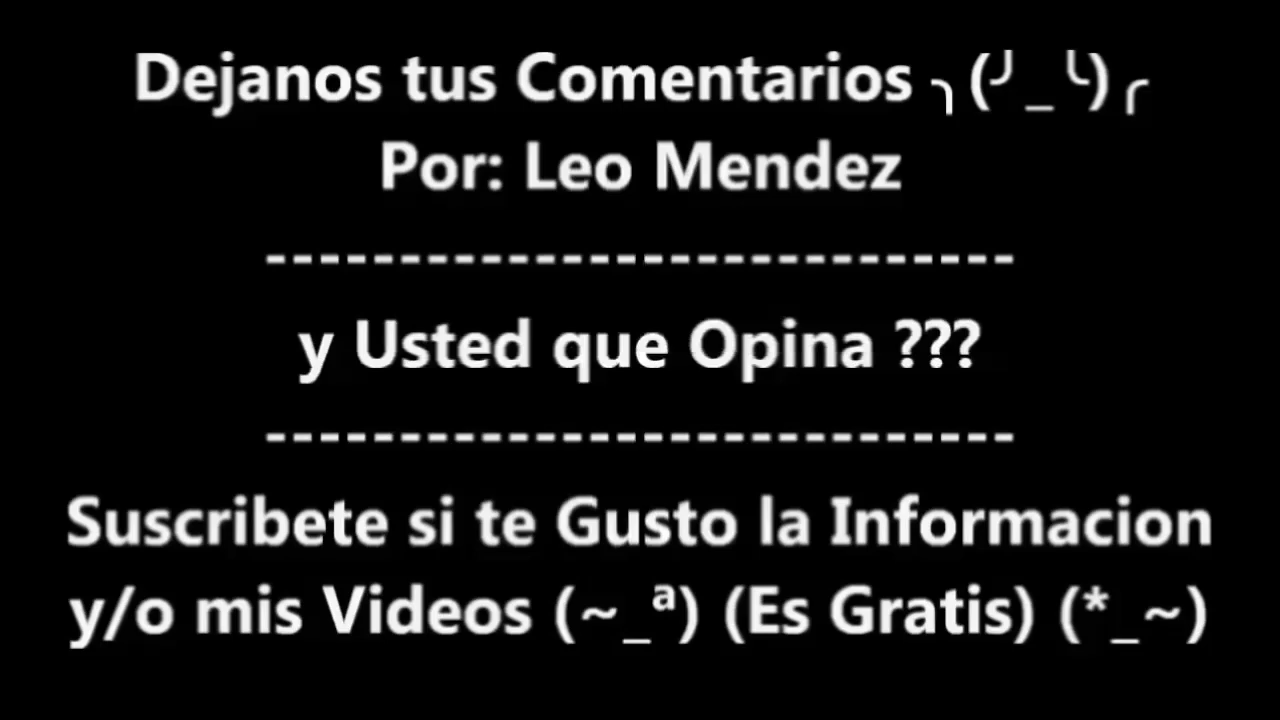 Dejanos tus Comentarios ╮(╯_╰)╭
Por: Leo Mendez
----------------------------
y Usted que Opina ???
----------------------------
Suscribete si te Gusto la Informacion
y/o mis Videos (~_ª) (Es Gratis) (*_~)